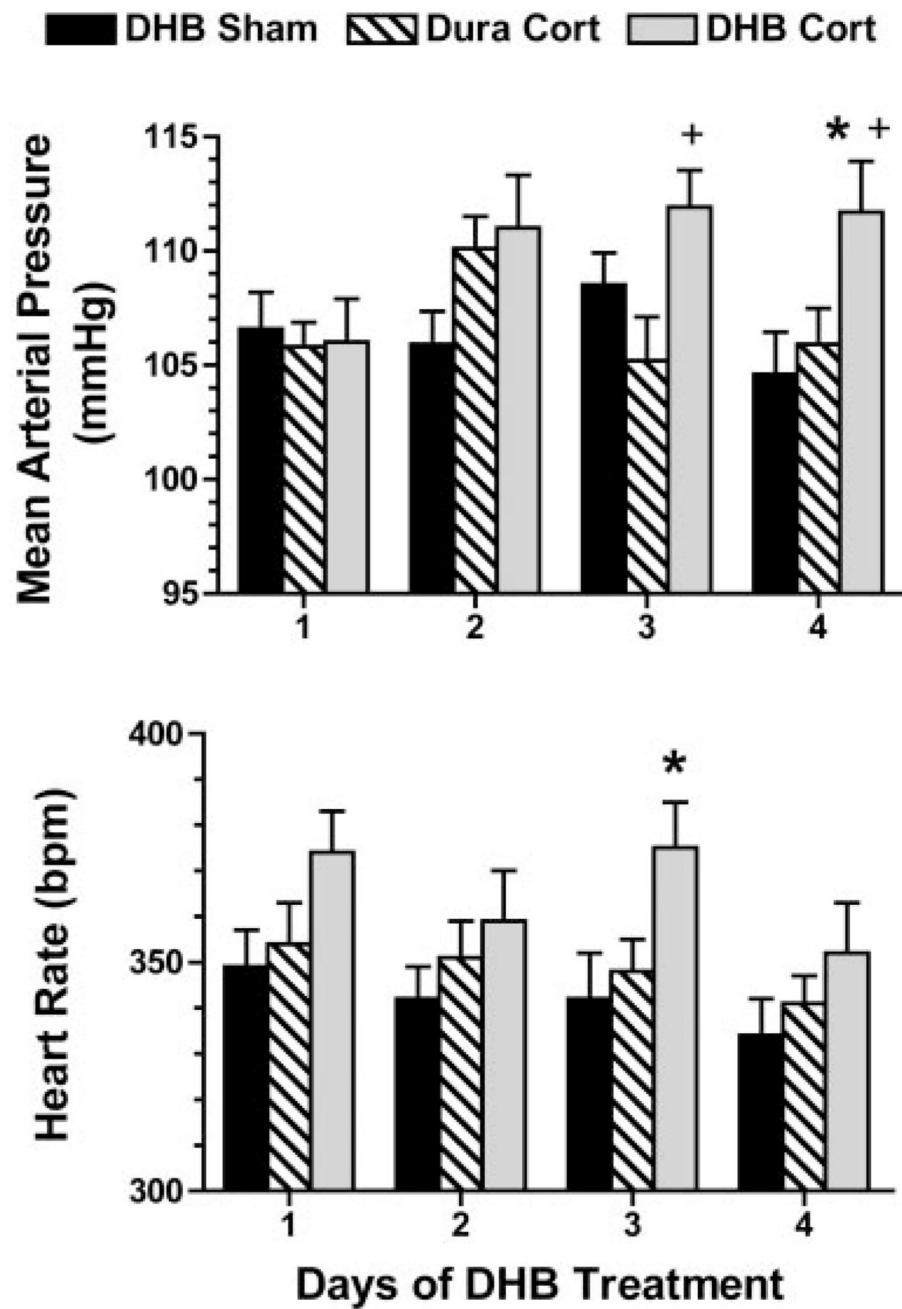 DHB Sham Dura Cort DHB Cort
Mean Arterial Pressure
(mmHg)
115
110
105
100
95
+
* +
1 2 3 4
Heart Rate (bpm)
400
350
300
*
1 2 3 4
Days of DHB Treatment